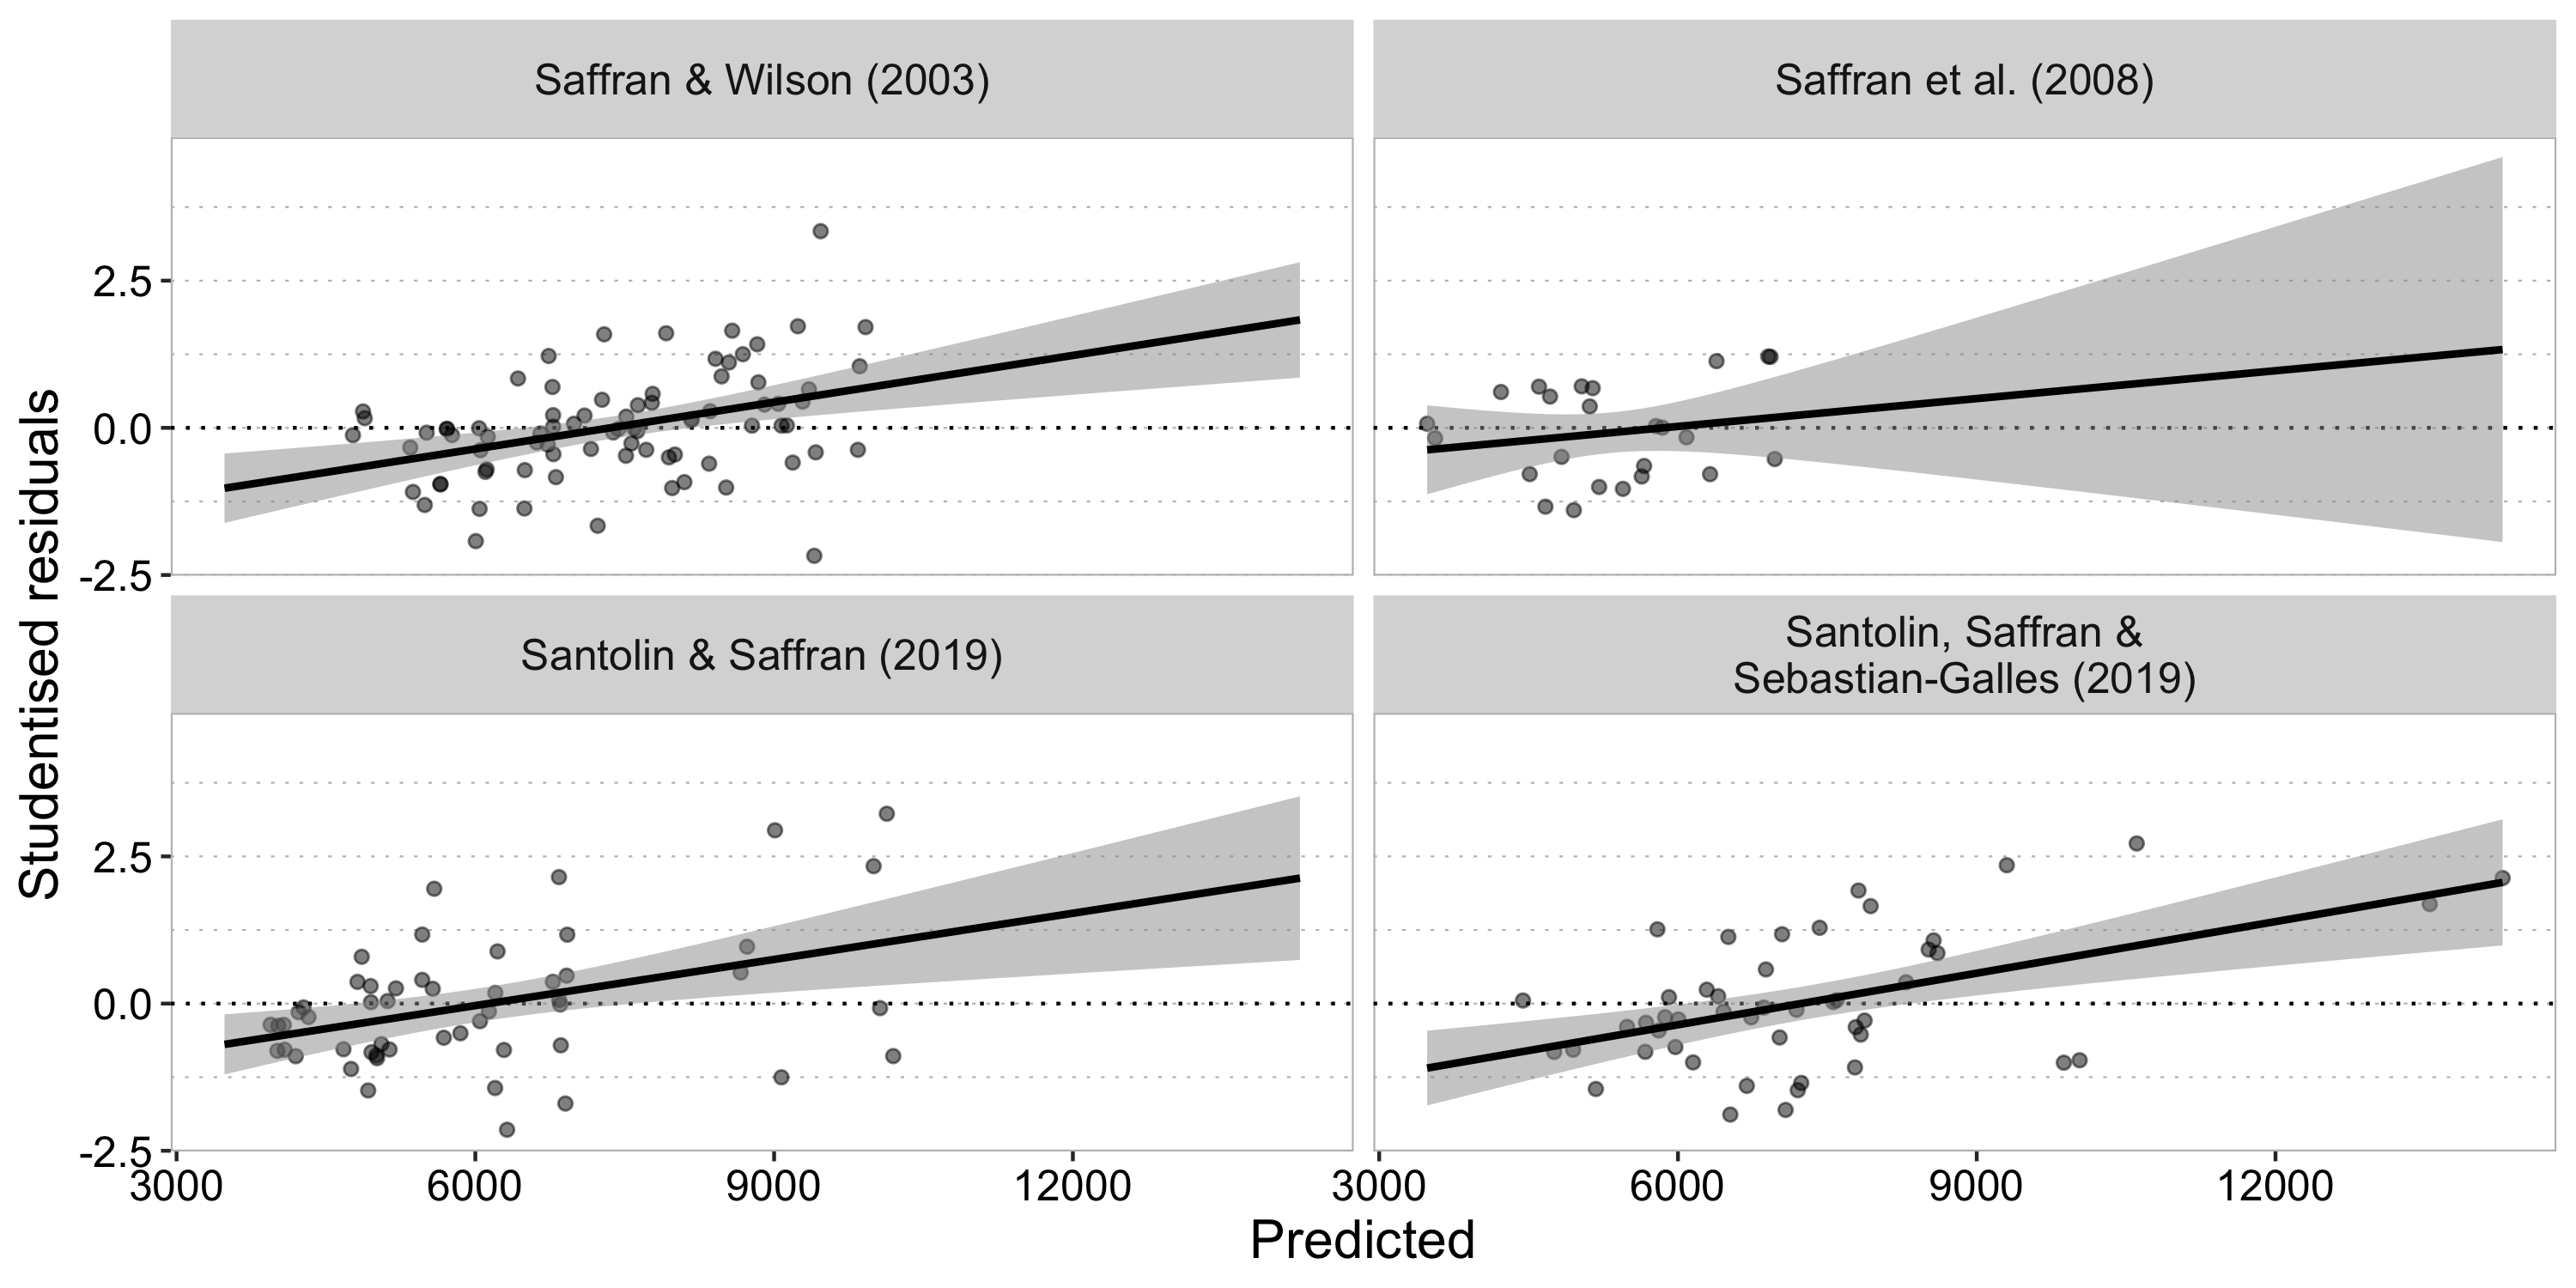 Saffran & Wilson (2003)
Saffran et al. (2008)
2.5
0.0
-2.5
Santolin & Saffran (2019)
Santolin, Saffran &
Sebastian-Galles (2019)
2.5
0.0
-2.5
3000 6000 9000 12000
3000 6000 9000 12000
Predicted
Studentised residuals